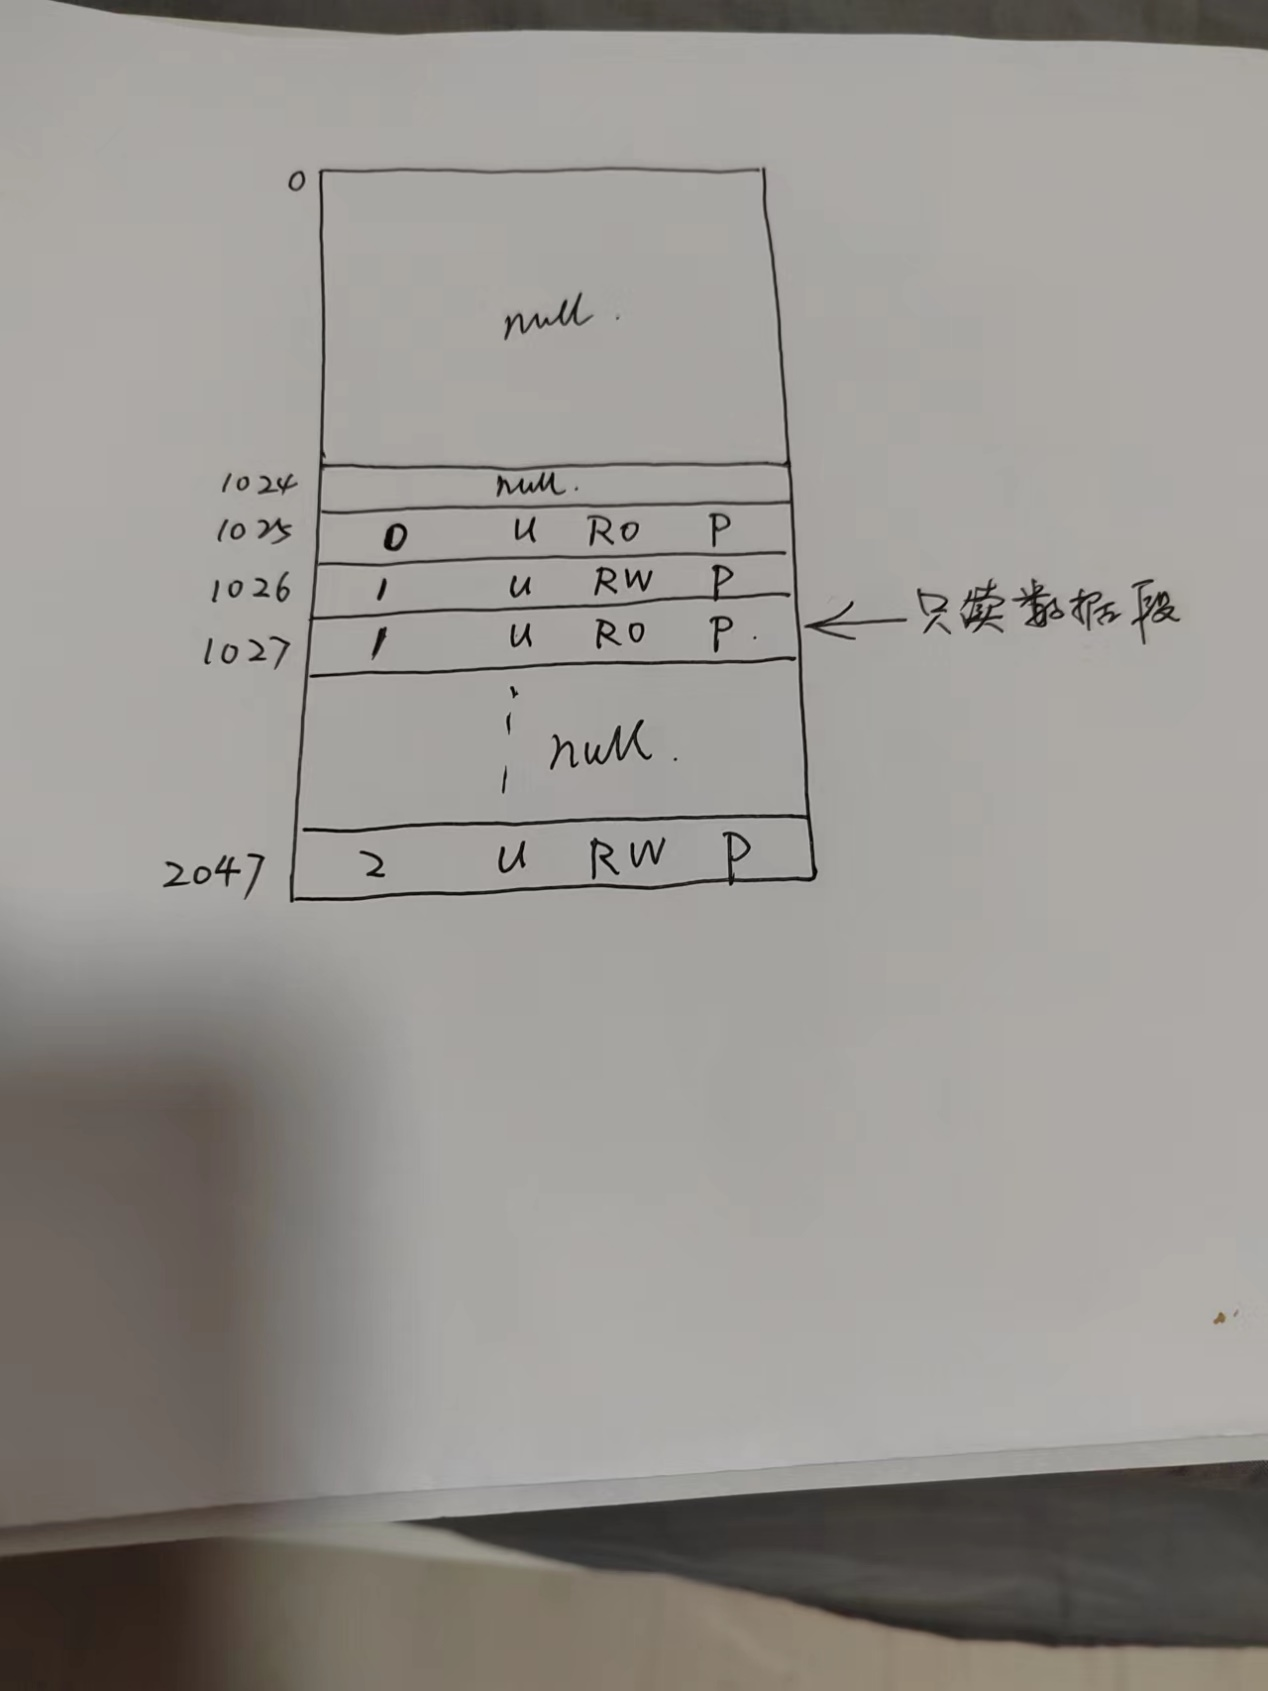 0
null.
1024 null.
1025 0 U RO P
1026 1 U RW P
1027 1 U RO P. ← 只读数据段
null.
2047 2 U RW P